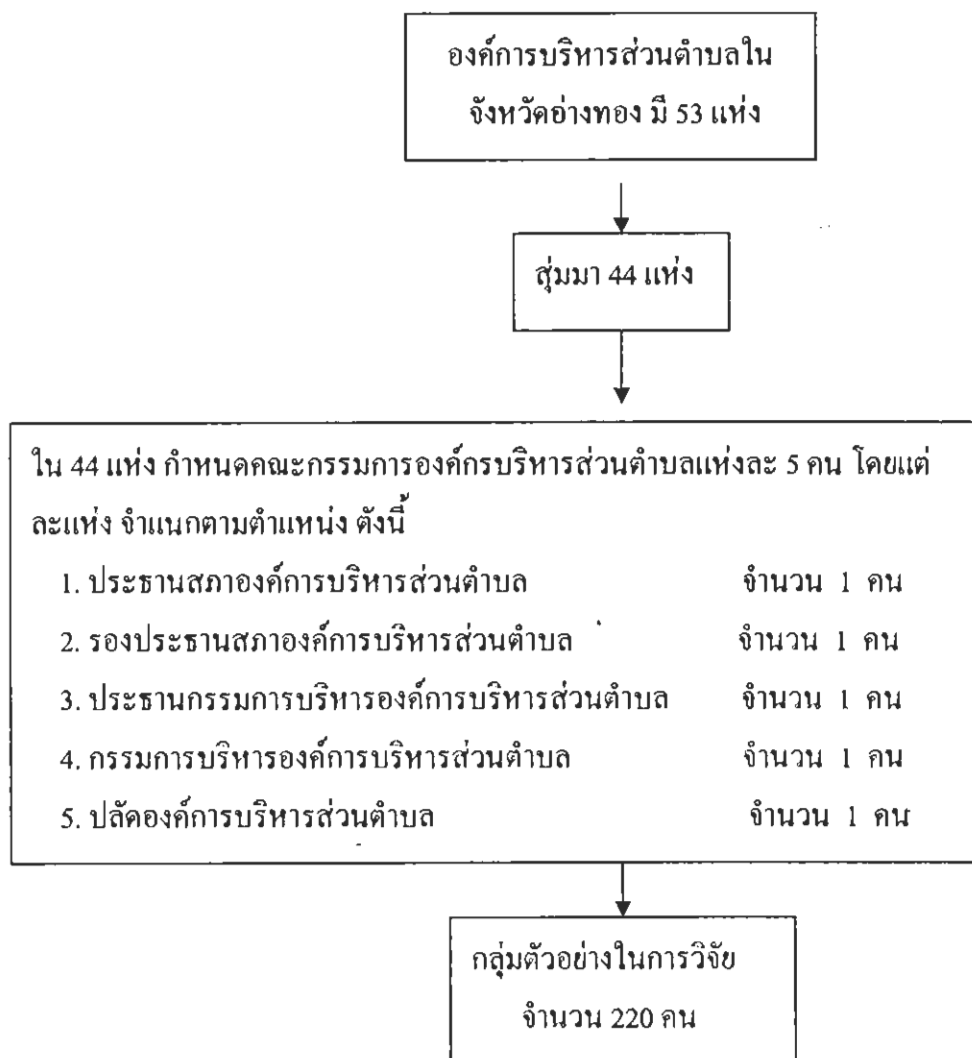 องค์การบริหารส่วนตำบลใน
จังหวัดอ่างทอง มี 53 แห่ง
สุ่มมา 44 แห่ง
ใน 44 แห่ง กำหนดคณะกรรมการองค์กรบริหารส่วนตำบลแห่งละ 5 คน โดยแต่
ละแห่ง จำแนกตามตำแหน่ง ดังนี้
1. ประธานสภาองค์การบริหารส่วนตำบล จำนวน 1 คน
2. รองประธานสภาองค์การบริหารส่วนตำบล จำนวน 1 คน
3. ประธานกรรมการบริหารองค์การบริหารส่วนตำบล จำนวน 1 คน
4. กรรมการบริหารองค์การบริหารส่วนตำบล จำนวน 1 คน
5. ปลัดองค์การบริหารส่วนตำบล จำนวน 1 คน
กลุ่มตัวอย่างในการวิจัย
จำนวน 220 คน